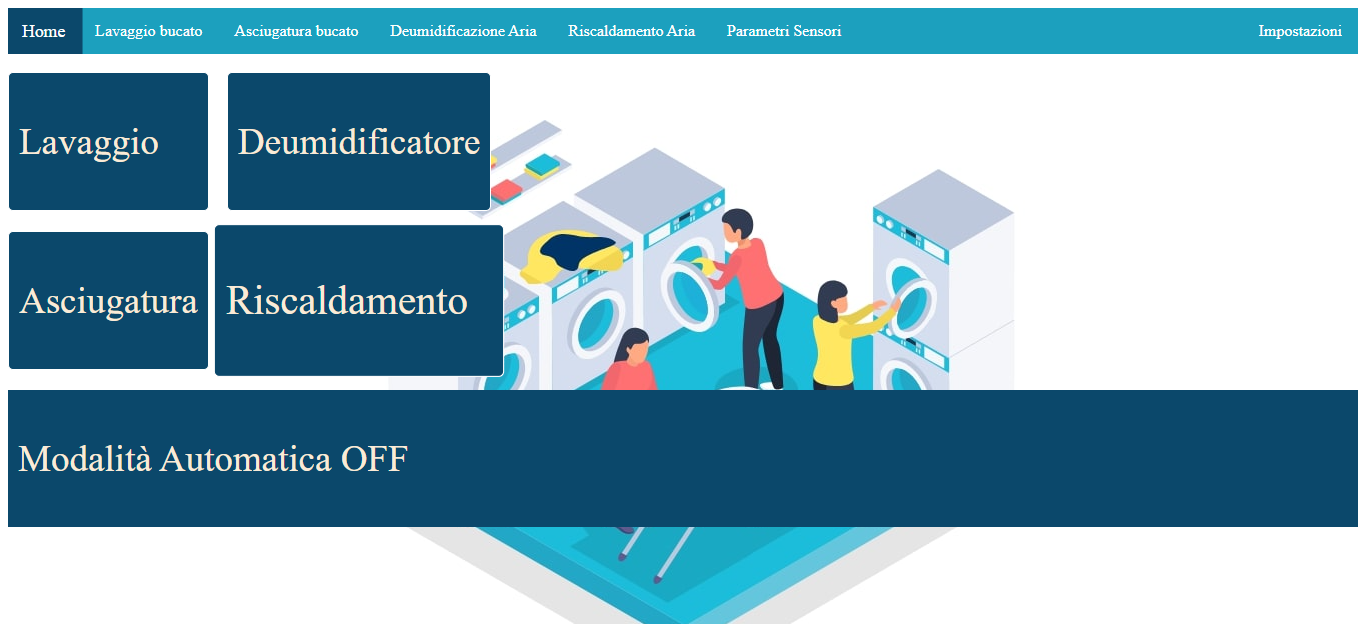 Home Lavaggio bucato Asciugatura bucato Deumidificazione Aria Riscaldamento Aria Parametri Sensori Impostazioni
Lavaggio Deumidificatore
Asciugatura Riscaldamento
Modalità Automatica OFF